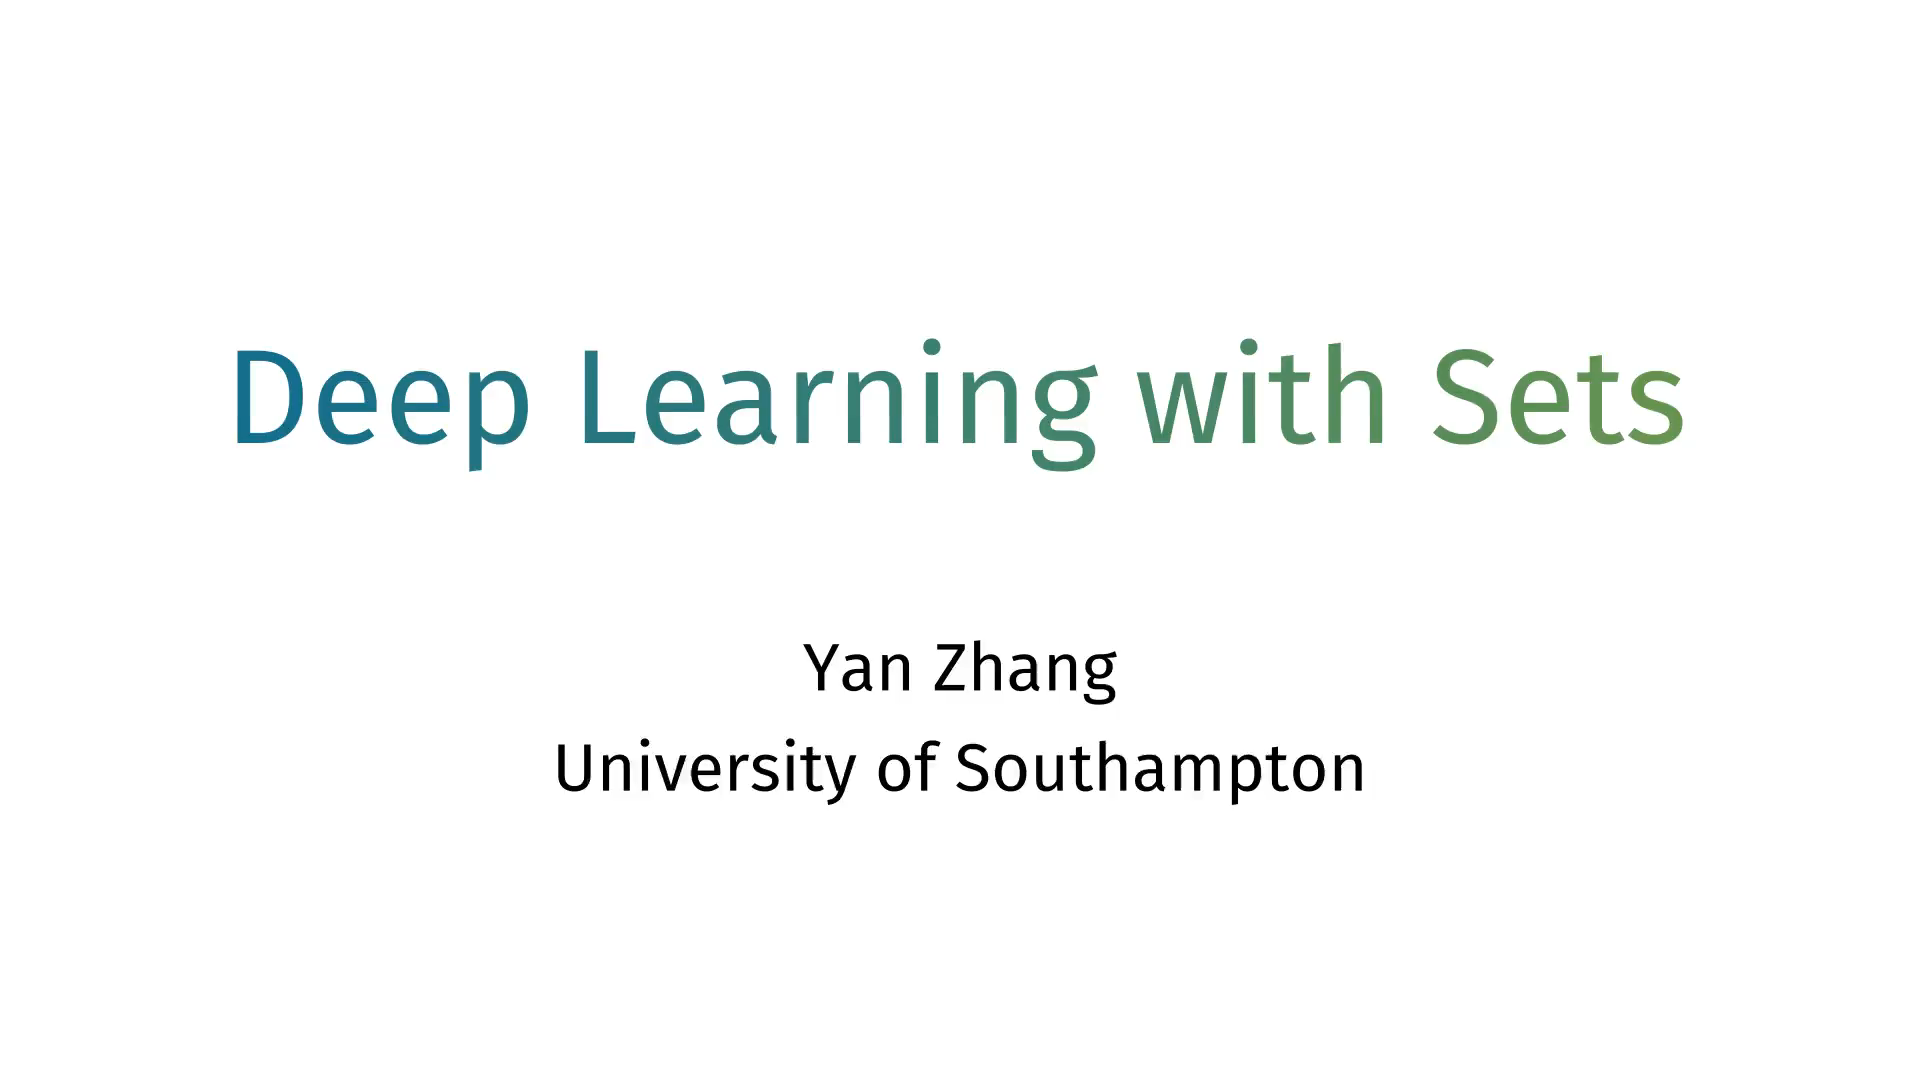 Deep Learning with Sets
Yan Zhang
University of Southampton